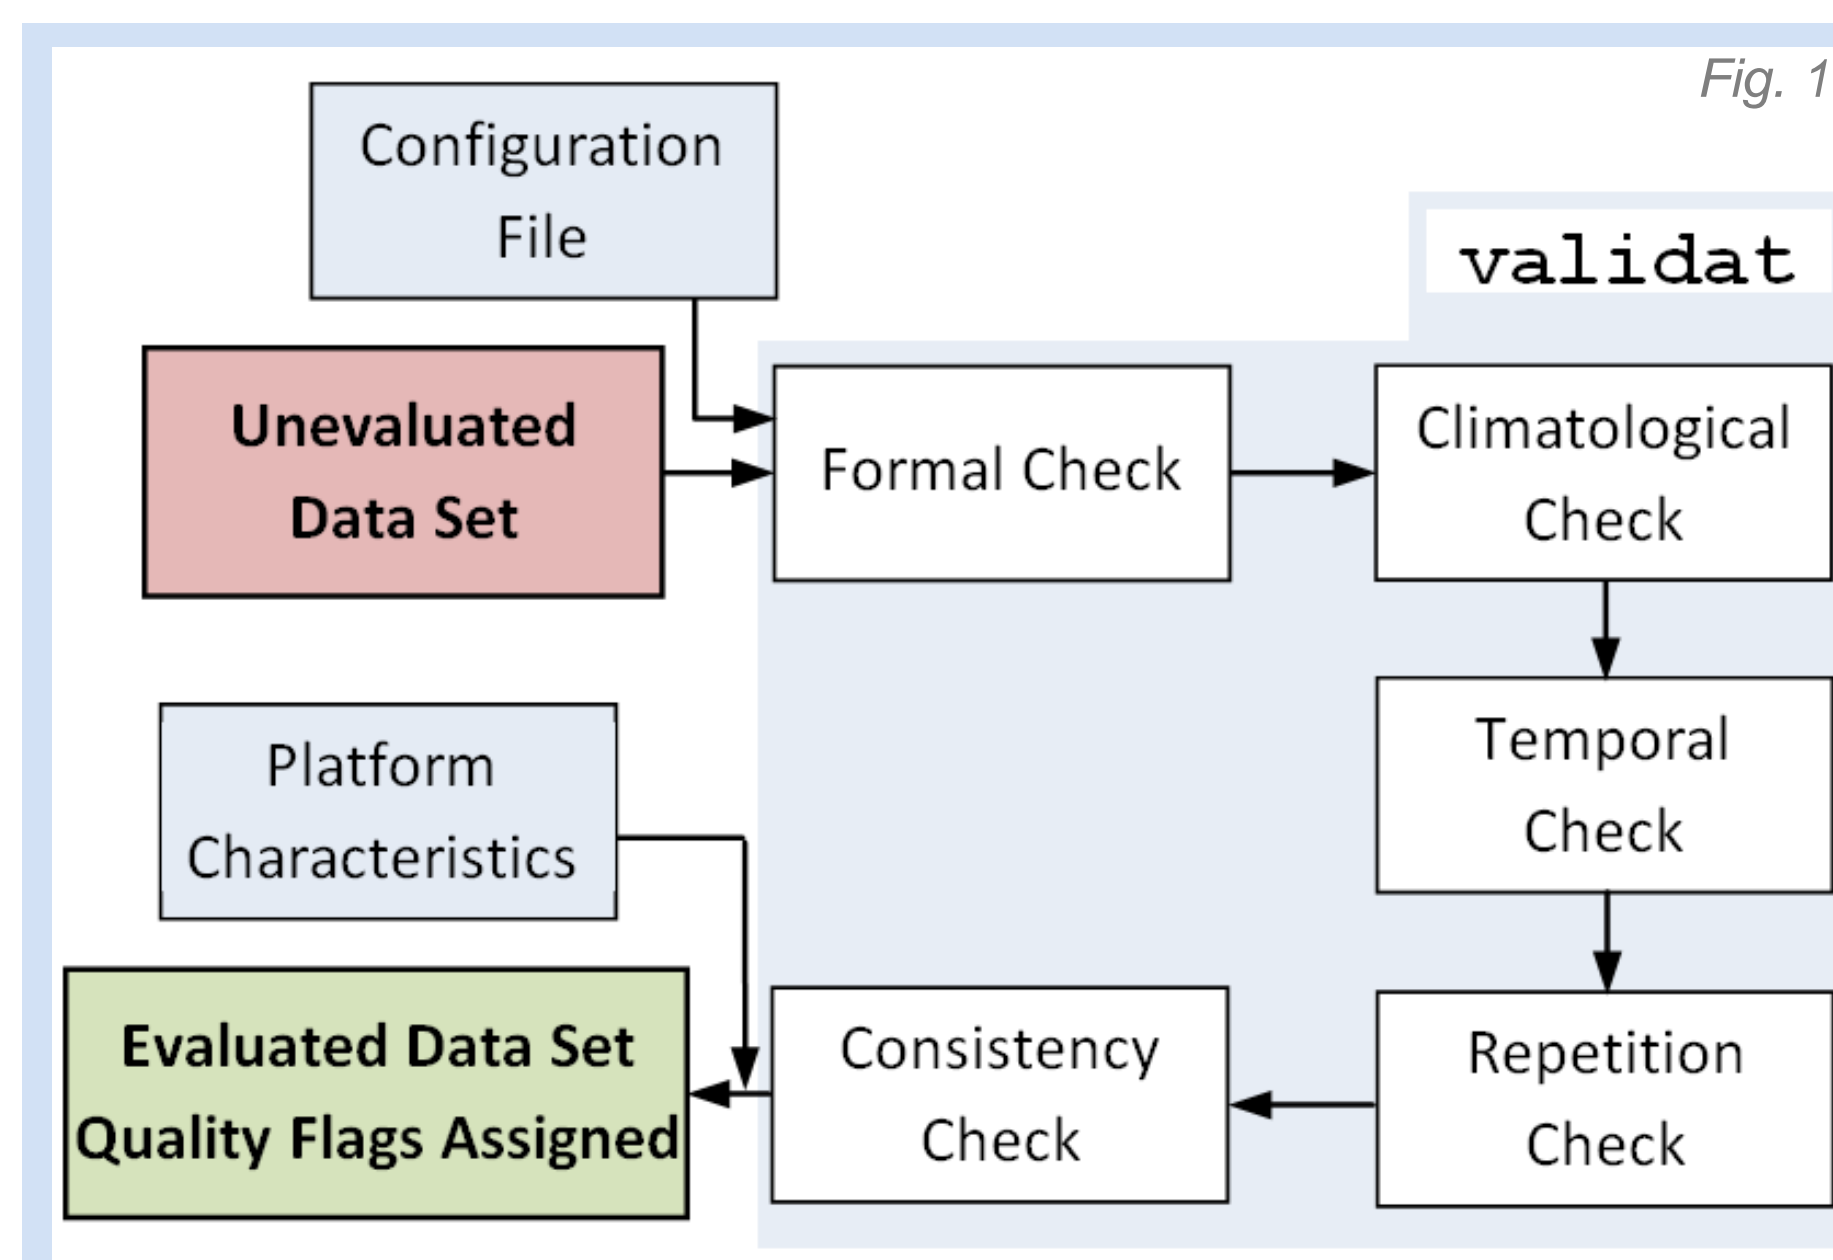 Fig. 1
Configuration
File
validat
Unevaluated
Data Set
Formal Check
Climatological
Check
Temporal
Check
Platform
Characteristics
Evaluated Data Set
Quality Flags Assigned
Consistency
Check
Repetition
Check